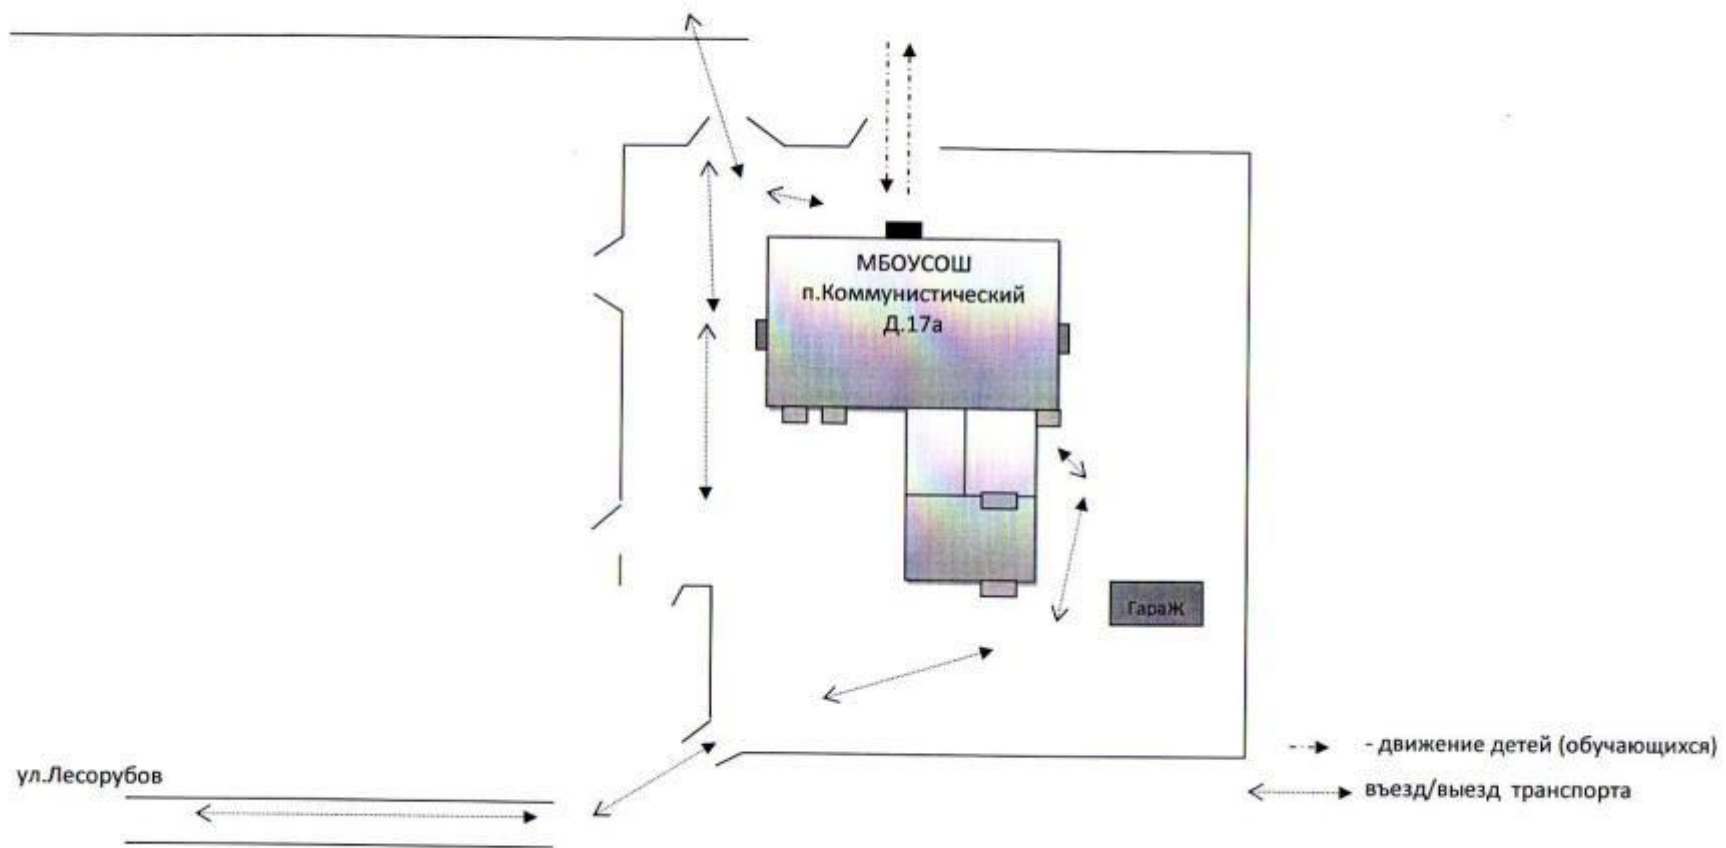 МБОУСОШ
п.Коммунистический
Д.17а
ГараЖ
- движение детей (обучающихся)
ул.Лесорубов
въезд/выезд транспорта